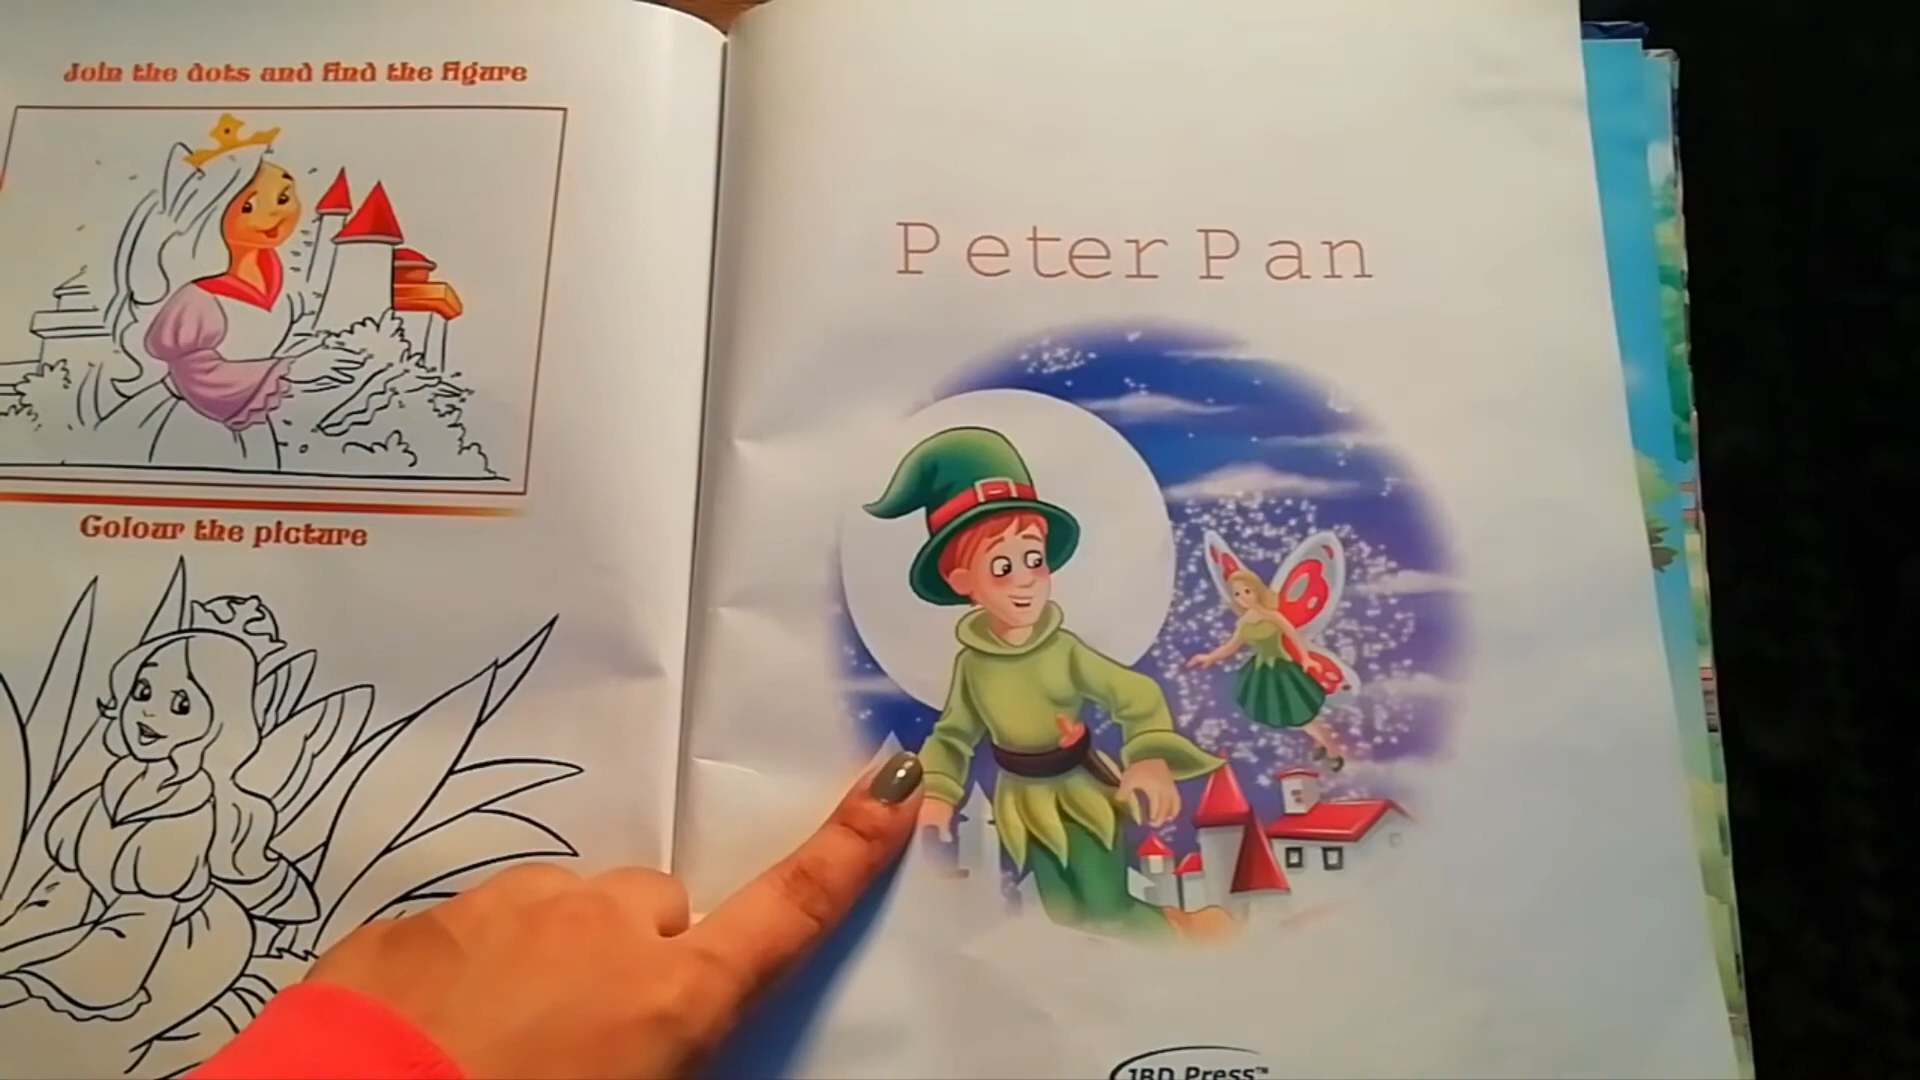 Join the dots and find the figure
Colour the picture
Peter Pan
JBD Press™